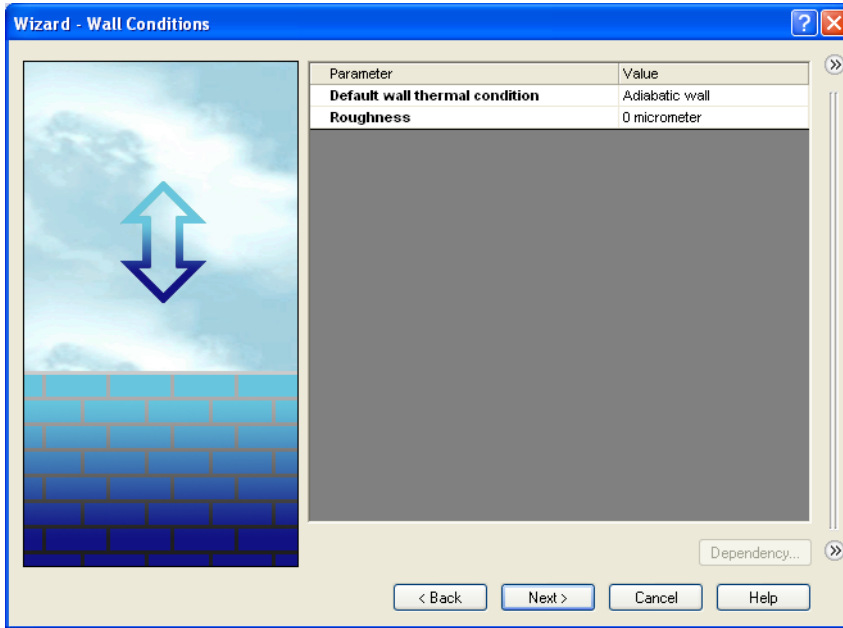 Wizard - Wall Conditions
Parameter Value
Default wall thermal condition Adiabatic wall
Roughness 0 micrometer
Dependency...
< Back Next > Cancel Help